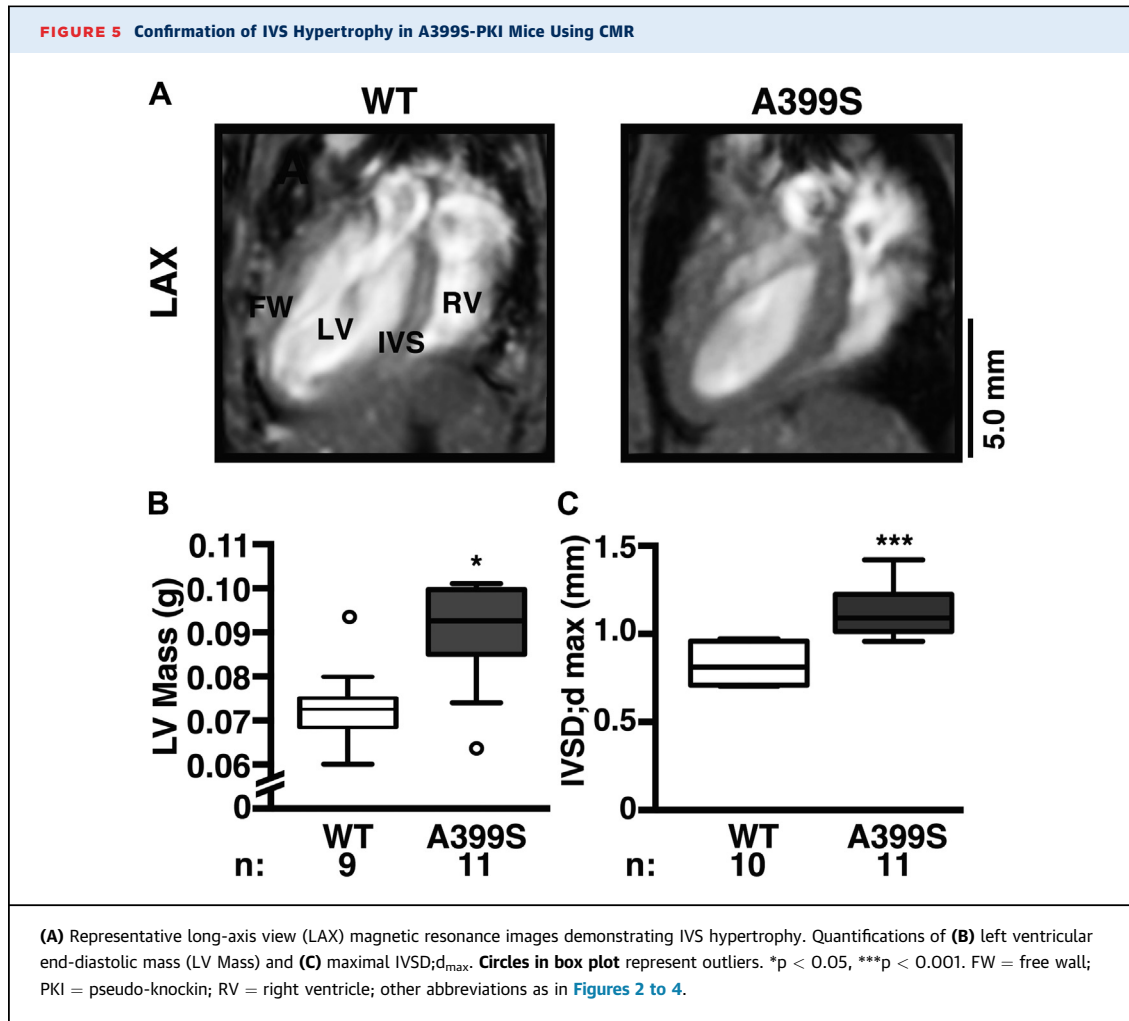 FIGURE 5 Confirmation of IVS Hypertrophy in A399S-PKI Mice Using CMR
A
WT
A399S
LAX
A
FW
LV
IVS
RV
5.0 mm
B
LV Mass (g)
0.11
0.10
0.09
0.08
0.07
0.06
0
*
WT
A399S
n:
9
11
C
IVSD;d max (mm)
1.5
1.0
0.5
0
***
WT
A399S
n:
10
11
(A) Representative long-axis view (LAX) magnetic resonance images demonstrating IVS hypertrophy. Quantifications of (B) left ventricular
end-diastolic mass (LV Mass) and (C) maximal IVSD;dmax. Circles in box plot represent outliers. *p < 0.05, ***p < 0.001. FW = free wall;
PKI = pseudo-knockin; RV = right ventricle; other abbreviations as in Figures 2 to 4.